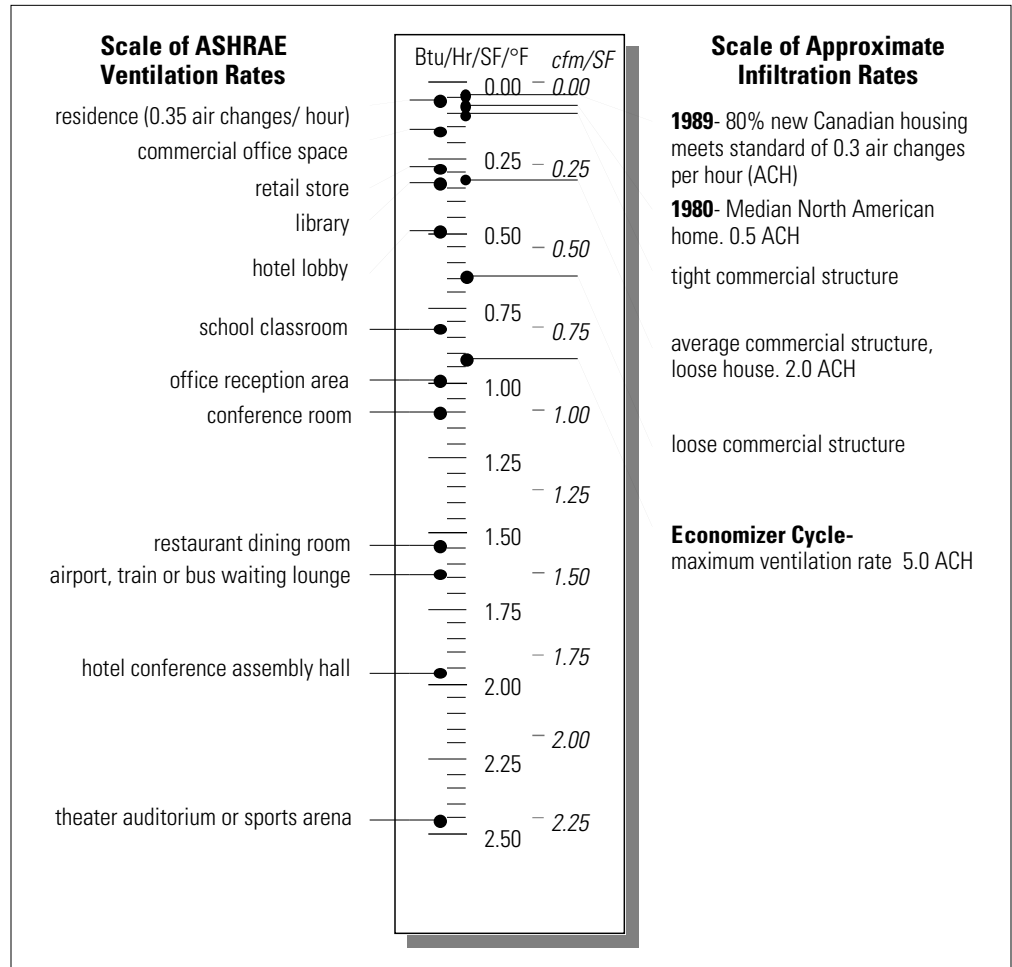 Scale of ASHRAE
Ventilation Rates
residence (0.35 air changes/ hour)
commercial office space
retail store
library
hotel lobby
school classroom
office reception area
conference room
restaurant dining room
airport, train or bus waiting lounge
hotel conference assembly hall
theater auditorium or sports arena
Btu/Hr/SF/°F
0.00
0.25
0.50
0.75
1.00
1.25
1.50
1.75
2.00
2.25
2.50
cfm/SF
0.00
0.25
0.50
0.75
1.00
1.25
1.50
1.75
2.00
2.25
Scale of Approximate
Infiltration Rates
1989- 80% new Canadian housing
meets standard of 0.3 air changes
per hour (ACH)
1980- Median North American
home. 0.5 ACH
tight commercial structure
average commercial structure,
loose house. 2.0 ACH
loose commercial structure
Economizer Cycle-
maximum ventilation rate 5.0 ACH